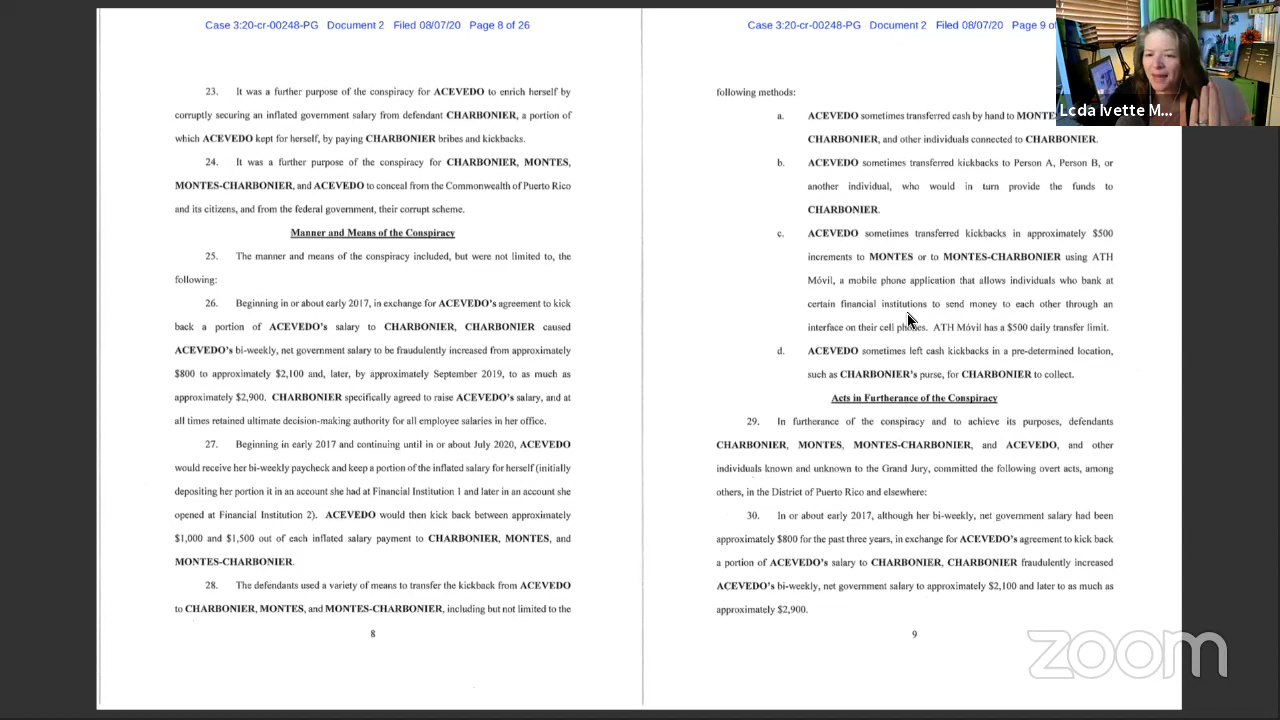 Case 3:20-cr-00248-PG Document 2 Filed 08/07/20 Page 8 of 26
23. It was a further purpose of the conspiracy for ACEVEDO to enrich herself by
corruptly securing an inflated government salary from defendant CHARBONIER, a portion of
which ACEVEDO kept for herself, by paying CHARBONIER bribes and kickbacks.
24. It was a further purpose of the conspiracy for CHARBONIER, MONTES,
MONTES-CHARBONIER, and ACEVEDO to conceal from the Commonwealth of Puerto Rico
and its citizens, and from the federal government, their corrupt scheme.
Manner and Means of the Conspiracy
25. The manner and means of the conspiracy included, but were not limited to, the
following:
26. Beginning in or about early 2017, in exchange for ACEVEDO's agreement to kick
back a portion of ACEVEDO's salary to CHARBONIER, CHARBONIER caused
ACEVEDO's bi-weekly, net government salary to be fraudulently increased from approximately
$800 to approximately $2,100 and, later, by approximately September 2019, to as much as
approximately $2,900. CHARBONIER specifically agreed to raise ACEVEDO's salary, and at
all times retained ultimate decision-making authority for all employee salaries in her office.
27. Beginning in early 2017 and continuing until in or about July 2020, ACEVEDO
would receive her bi-weekly paycheck and keep a portion of the inflated salary for herself (initially
depositing her portion it in an account she had at Financial Institution 1 and later in an account she
opened at Financial Institution 2). ACEVEDO would then kick back between approximately
$1,000 and $1,500 out of each inflated salary payment to CHARBONIER, MONTES, and
MONTES-CHARBONIER.
28. The defendants used a variety of means to transfer the kickback from ACEVEDO
to CHARBONIER, MONTES, and MONTES-CHARBONIER, including but not limited to the
8
Case 3:20-cr-00248-PG Document 2 Filed 08/07/20 Page 9
following methods:
a. ACEVEDO sometimes transferred cash by hand to
CHARBONIER, and other individuals connected to CHARBONIER.
b. ACEVEDO sometimes transferred kickbacks to Person A, Person B, or
another individual, who would in turn provide the funds to
CHARBONIER.
c. ACEVEDO sometimes transferred kickbacks in approximately $500
increments to MONTES or to MONTES-CHARBONIER using ATH
Móvil, a mobile phone application that allows individuals who bank at
certain financial institutions to send money to each other through an
interface on their cell phones. ATH Móvil has a $500 daily transfer limit.
d. ACEVEDO sometimes left cash kickbacks in a pre-determined location,
such as CHARBONIER's purse, for CHARBONIER to collect.
Acts in Furtherance of the Conspiracy
29. In furtherance of the conspiracy and to achieve its purposes, defendants
CHARBONIER, MONTES, MONTES-CHARBONIER, and ACEVEDO, and other
individuals known and unknown to the Grand Jury, committed the following overt acts, among
others, in the District of Puerto Rico and elsewhere:
30. In or about early 2017, although her bi-weekly, net government salary had been
approximately $800 for the past three years, in exchange for ACEVEDO's agreement to kick back
a portion of ACEVEDO's salary to CHARBONIER, CHARBONIER fraudulently increased
ACEVEDO's bi-weekly, net government salary to approximately $2,100 and later to as much as
approximately $2,900.
9
Lcda Ivette M...
zoom